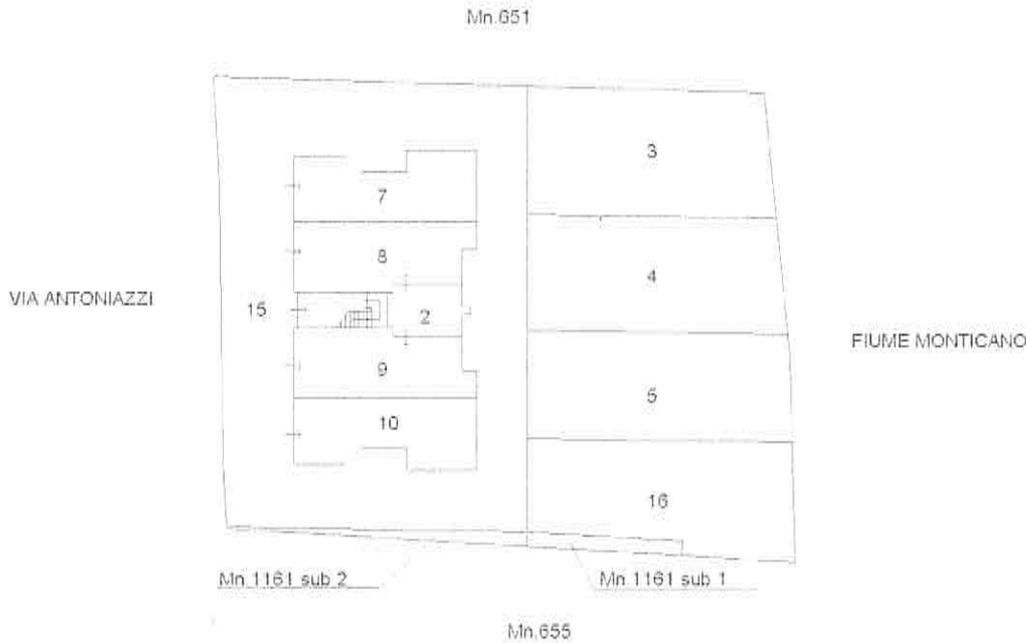 Mn.651
3
7
8
4
VIA ANTONIAZZI
15
2
FIUME MONTICANO
9
5
10
16
Mn.1161 sub 2
Mn.1161 sub 1
Mn.655